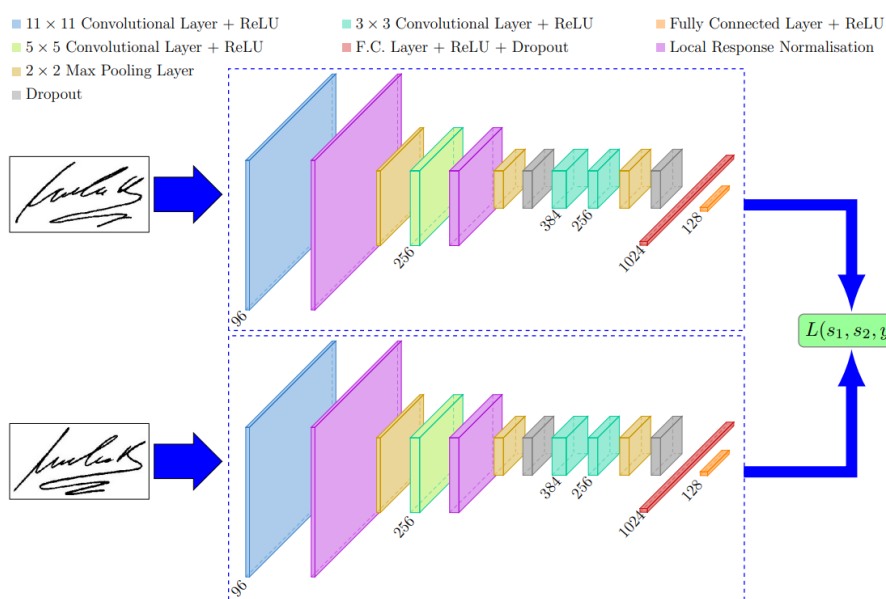 11 × 11 Convolutional Layer + ReLU
3 × 3 Convolutional Layer + ReLU
Fully Connected Layer + ReLU
5 × 5 Convolutional Layer + ReLU
F.C. Layer + ReLU + Dropout
Local Response Normalisation
2 × 2 Max Pooling Layer
Dropout
96
256
384
256
1024
128
L(s₁, s₂, y
96
256
384
256
1024
128